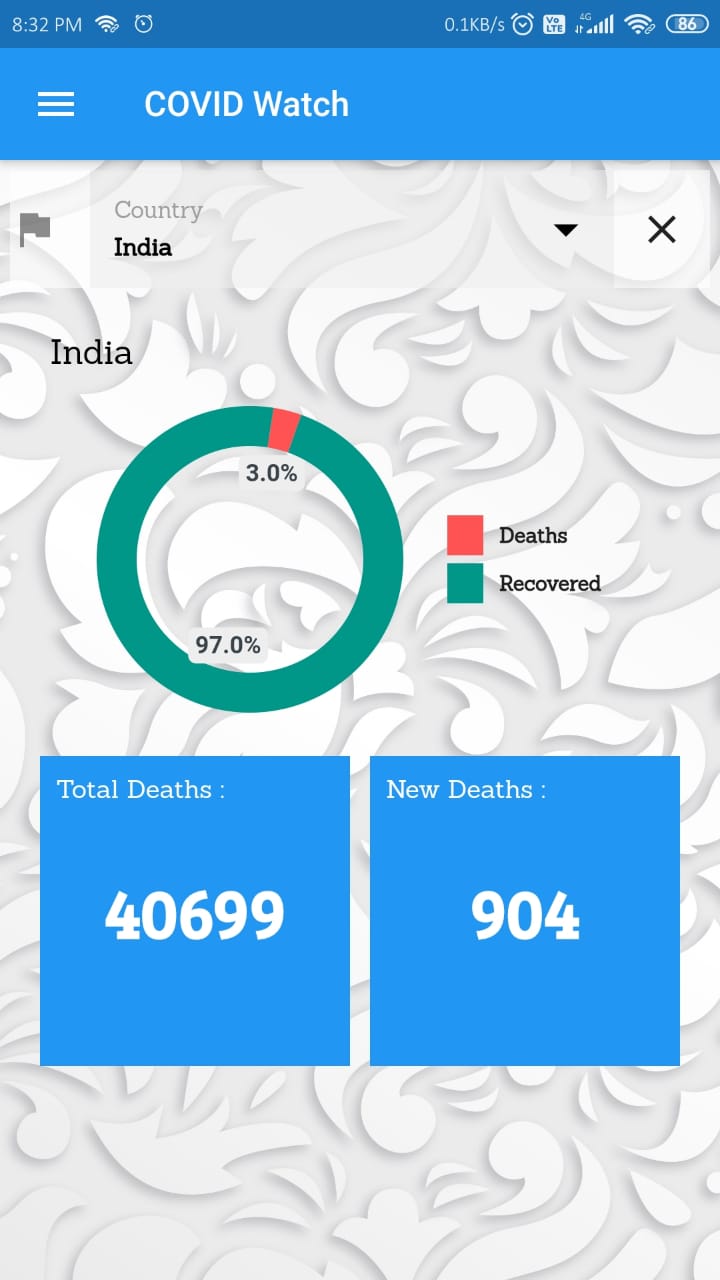 8:32 PM 0.1KB/s Vo LTE 4G 86
COVID Watch
Country
India
India
3.0%
Deaths
Recovered
97.0%
Total Deaths : New Deaths :
40699 904